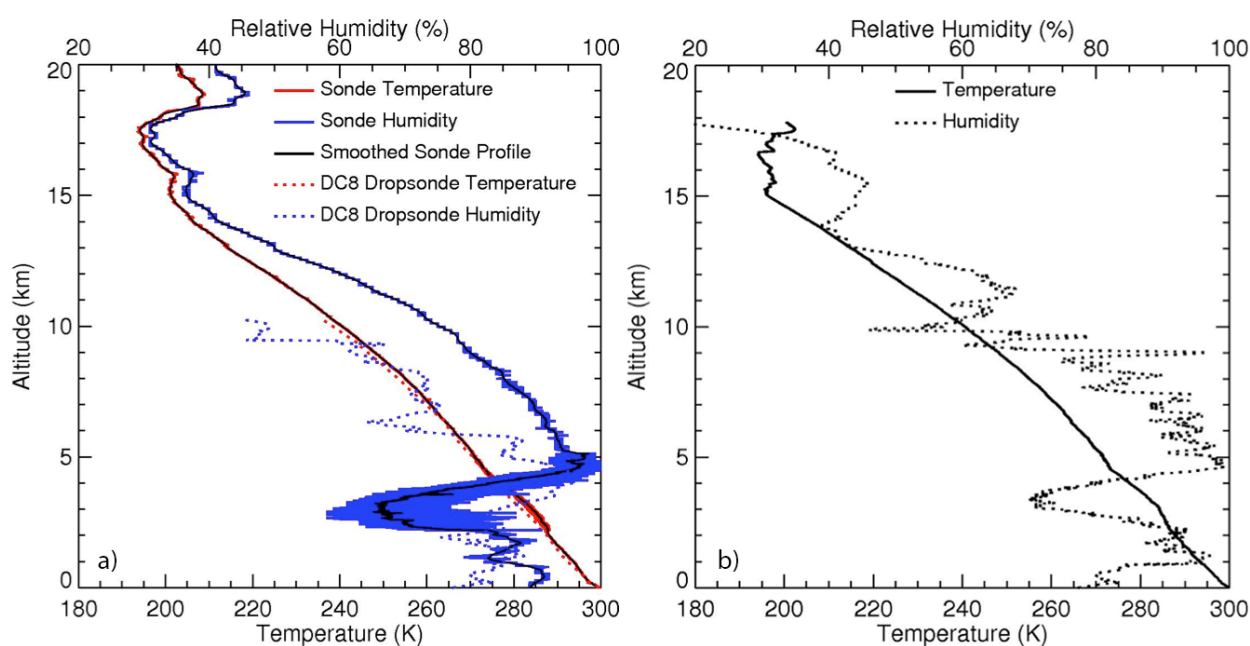 Relative Humidity (%)
20 40 60 80 100
20
15
10
5
0
Altitude (km)
Sonde Temperature
Sonde Humidity
Smoothed Sonde Profile
DC8 Dropsonde Temperature
DC8 Dropsonde Humidity
a)
180 200 220 240 260 280 300
Temperature (K)
Relative Humidity (%)
20 40 60 80 100
20
15
10
5
0
Altitude (km)
Temperature
Humidity
b)
180 200 220 240 260 280 300
Temperature (K)